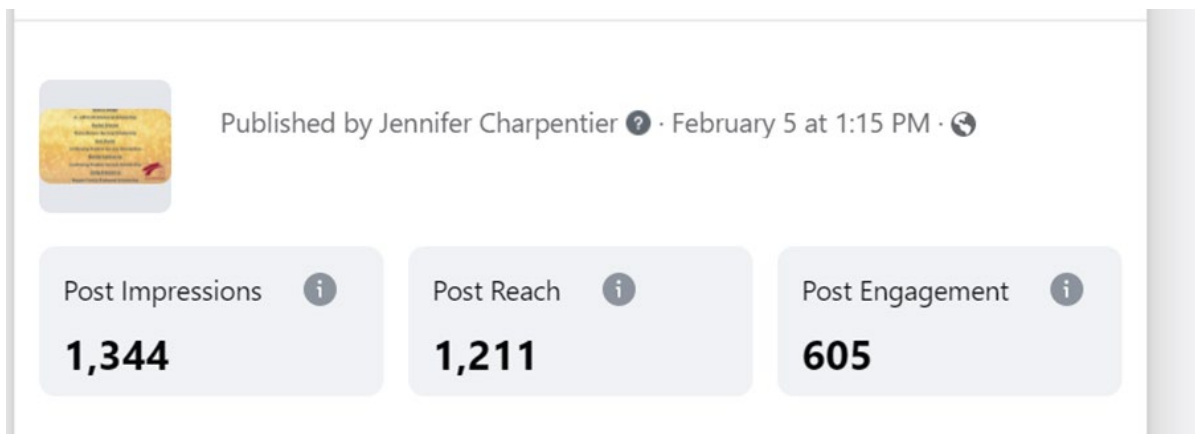 Published by Jennifer Charpentier · February 5 at 1:15 PM ·
Post Impressions
1,344
Post Reach
1,211
Post Engagement
605